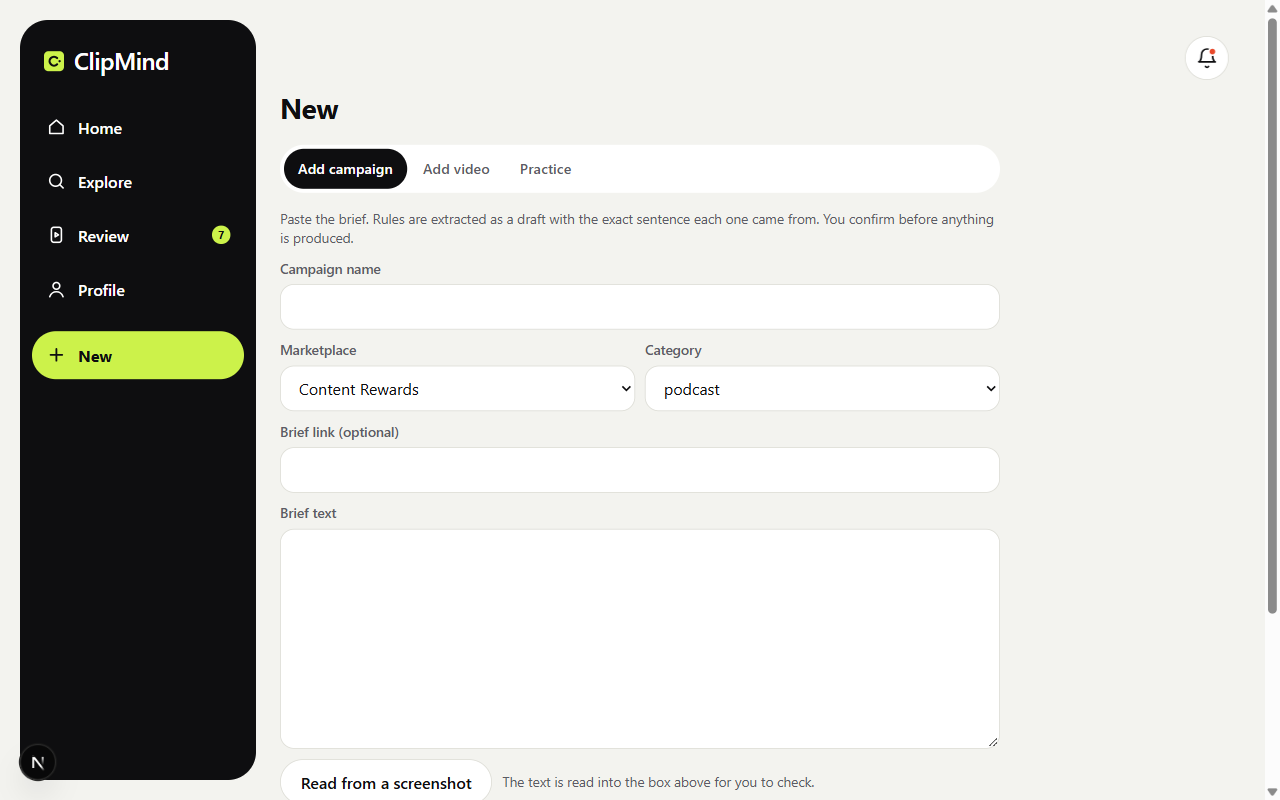 ClipMind
Home
Explore
Review
7
Profile
New
New
Add campaign
Add video
Practice
Paste the brief. Rules are extracted as a draft with the exact sentence each one came from. You confirm before anything
is produced.
Campaign name
Marketplace
Category
Content Rewards
podcast
Brief link (optional)
Brief text
Read from a screenshot
The text is read into the box above for you to check.
N